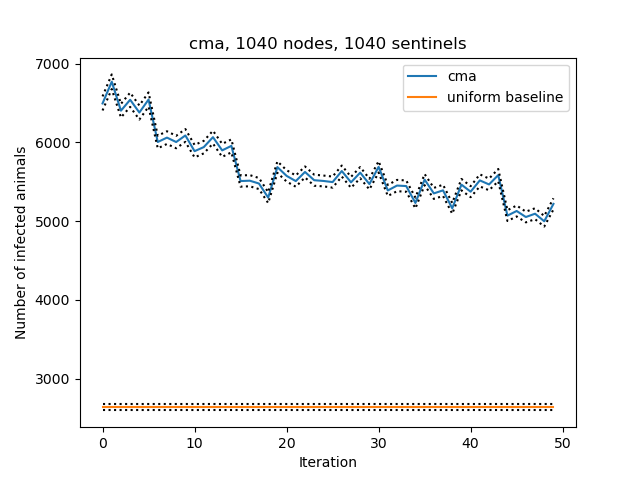 cma, 1040 nodes, 1040 sentinels
cma
uniform baseline
Number of infected animals
7000
6000
5000
4000
3000
0 10 20 30 40 50
Iteration